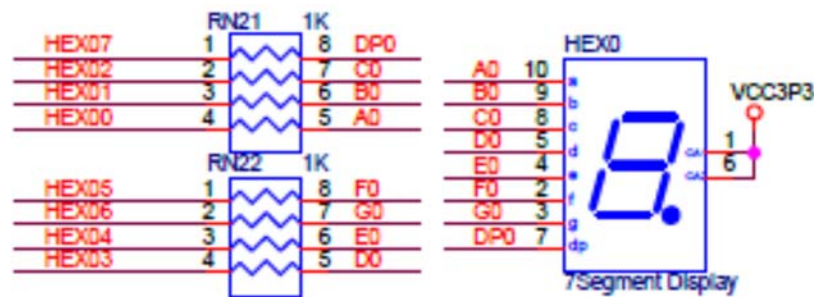 RN21 1K
HEX07 1 8 DP0
HEX02 2 7 C0
HEX01 3 6 B0
HEX00 4 5 A0
RN22 1K
HEX05 1 8 F0
HEX06 2 7 G0
HEX04 3 6 E0
HEX03 4 5 D0
HEX0
A0 10 a
B0 9 b
C0 8 c
D0 5 d
E0 4 e
F0 2 f
G0 3 g
DP0 7 dp
VCC3P3
CA1 1
CA2 6
7Segment Display